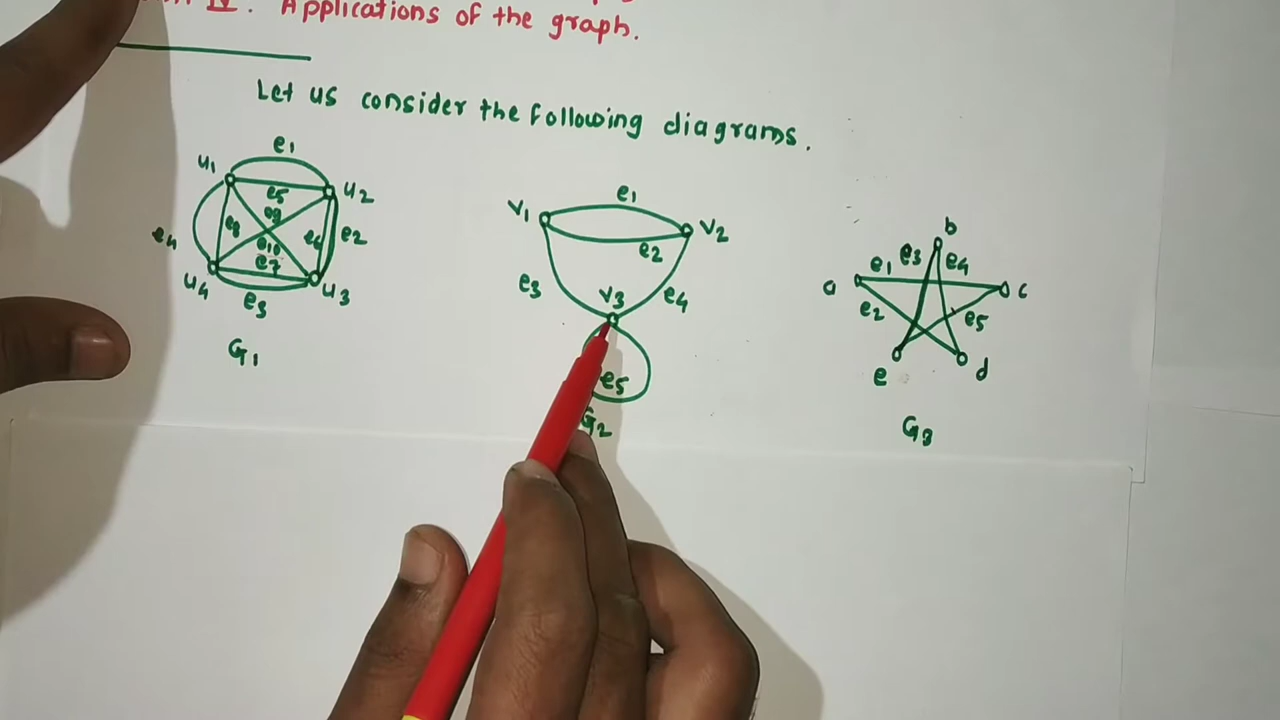 IV. Applications of the graph.
Let us consider the following diagrams.
e1
u1
u2
e5
e9
e4
e8
e6
e2
e10
e7
u4
u3
e3
G1
e1
v1
v2
e2
e3
v3
e4
e5
G2
b
e3
e4
e1
a
c
e2
e5
e
d
G3